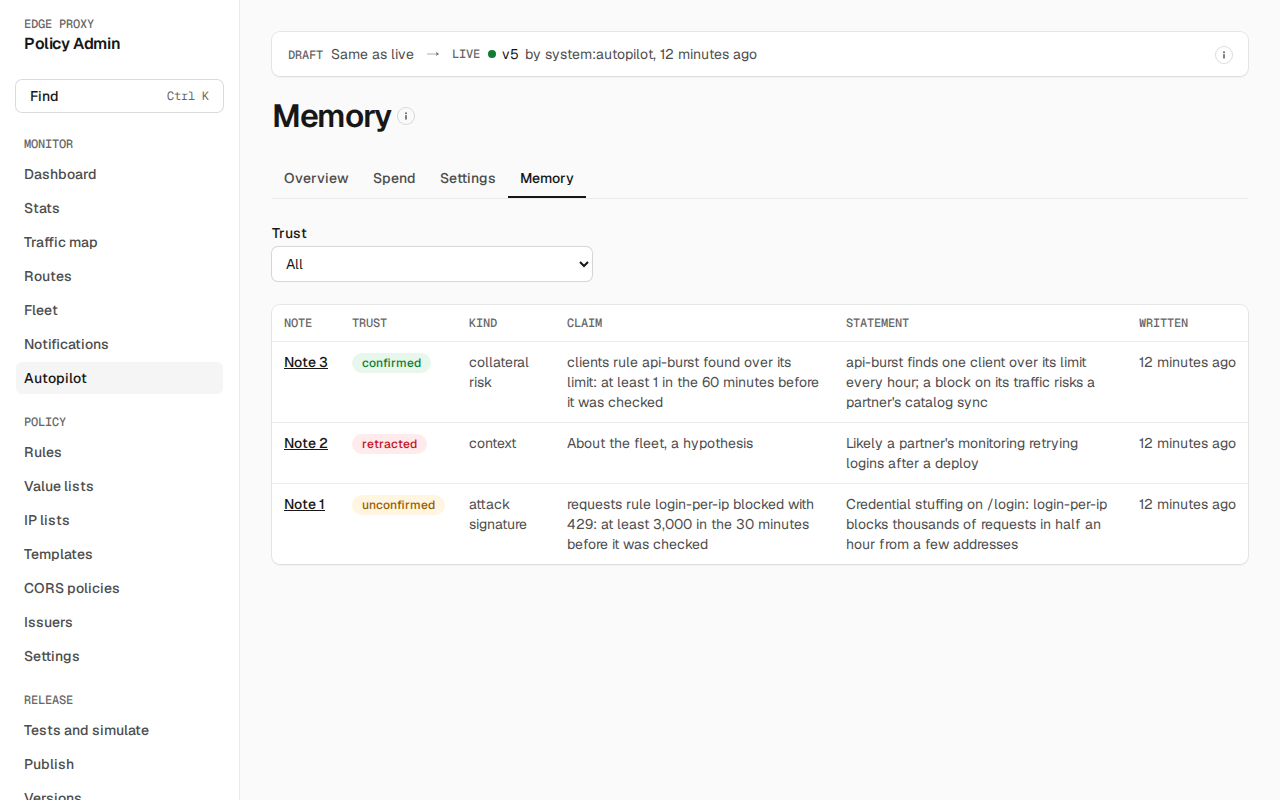 EDGE PROXY
Policy Admin
Find Ctrl K
MONITOR
Dashboard
Stats
Traffic map
Routes
Fleet
Notifications
Autopilot
POLICY
Rules
Value lists
IP lists
Templates
CORS policies
Issuers
Settings
RELEASE
Tests and simulate
Publish
Versions
DRAFT Same as live → LIVE v5 by system:autopilot, 12 minutes ago
Memory
Overview Spend Settings Memory
Trust
All
NOTE TRUST KIND CLAIM STATEMENT WRITTEN
Note 3 confirmed collateral risk clients rule api-burst found over its limit: at least 1 in the 60 minutes before it was checked api-burst finds one client over its limit every hour; a block on its traffic risks a partner's catalog sync 12 minutes ago
Note 2 retracted context About the fleet, a hypothesis Likely a partner's monitoring retrying logins after a deploy 12 minutes ago
Note 1 unconfirmed attack signature requests rule login-per-ip blocked with 429: at least 3,000 in the 30 minutes before it was checked Credential stuffing on /login: login-per-ip blocks thousands of requests in half an hour from a few addresses 12 minutes ago